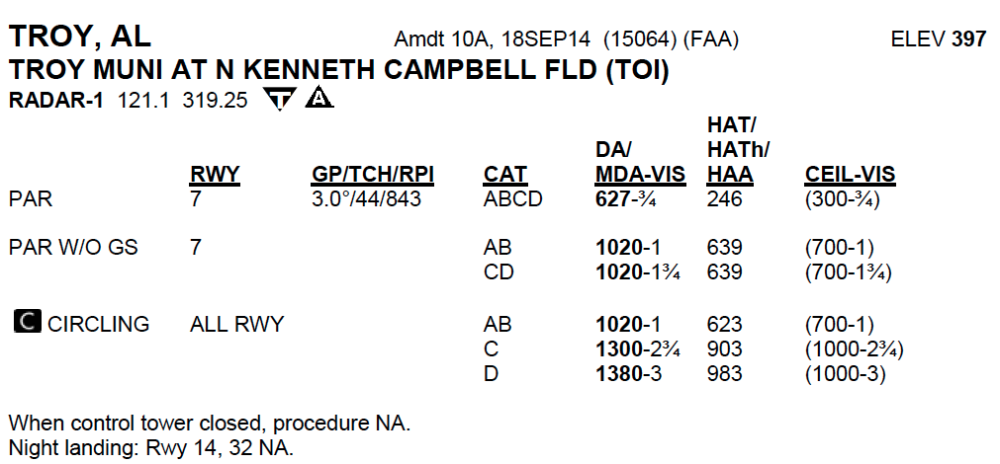 TROY, AL Amdt 10A, 18SEP14 (15064) (FAA) ELEV 397
TROY MUNI AT N KENNETH CAMPBELL FLD (TOI)
RADAR-1 121.1 319.25 T A
HAT/
DA/ HATh/
RWY GP/TCH/RPI CAT MDA-VIS HAA CEIL-VIS
PAR 7 3.0°/44/843 ABCD 627-¾ 246 (300-¾)
PAR W/O GS 7 AB 1020-1 639 (700-1)
CD 1020-1¾ 639 (700-1¾)
C CIRCLING ALL RWY AB 1020-1 623 (700-1)
C 1300-2¾ 903 (1000-2¾)
D 1380-3 983 (1000-3)
When control tower closed, procedure NA.
Night landing: Rwy 14, 32 NA.